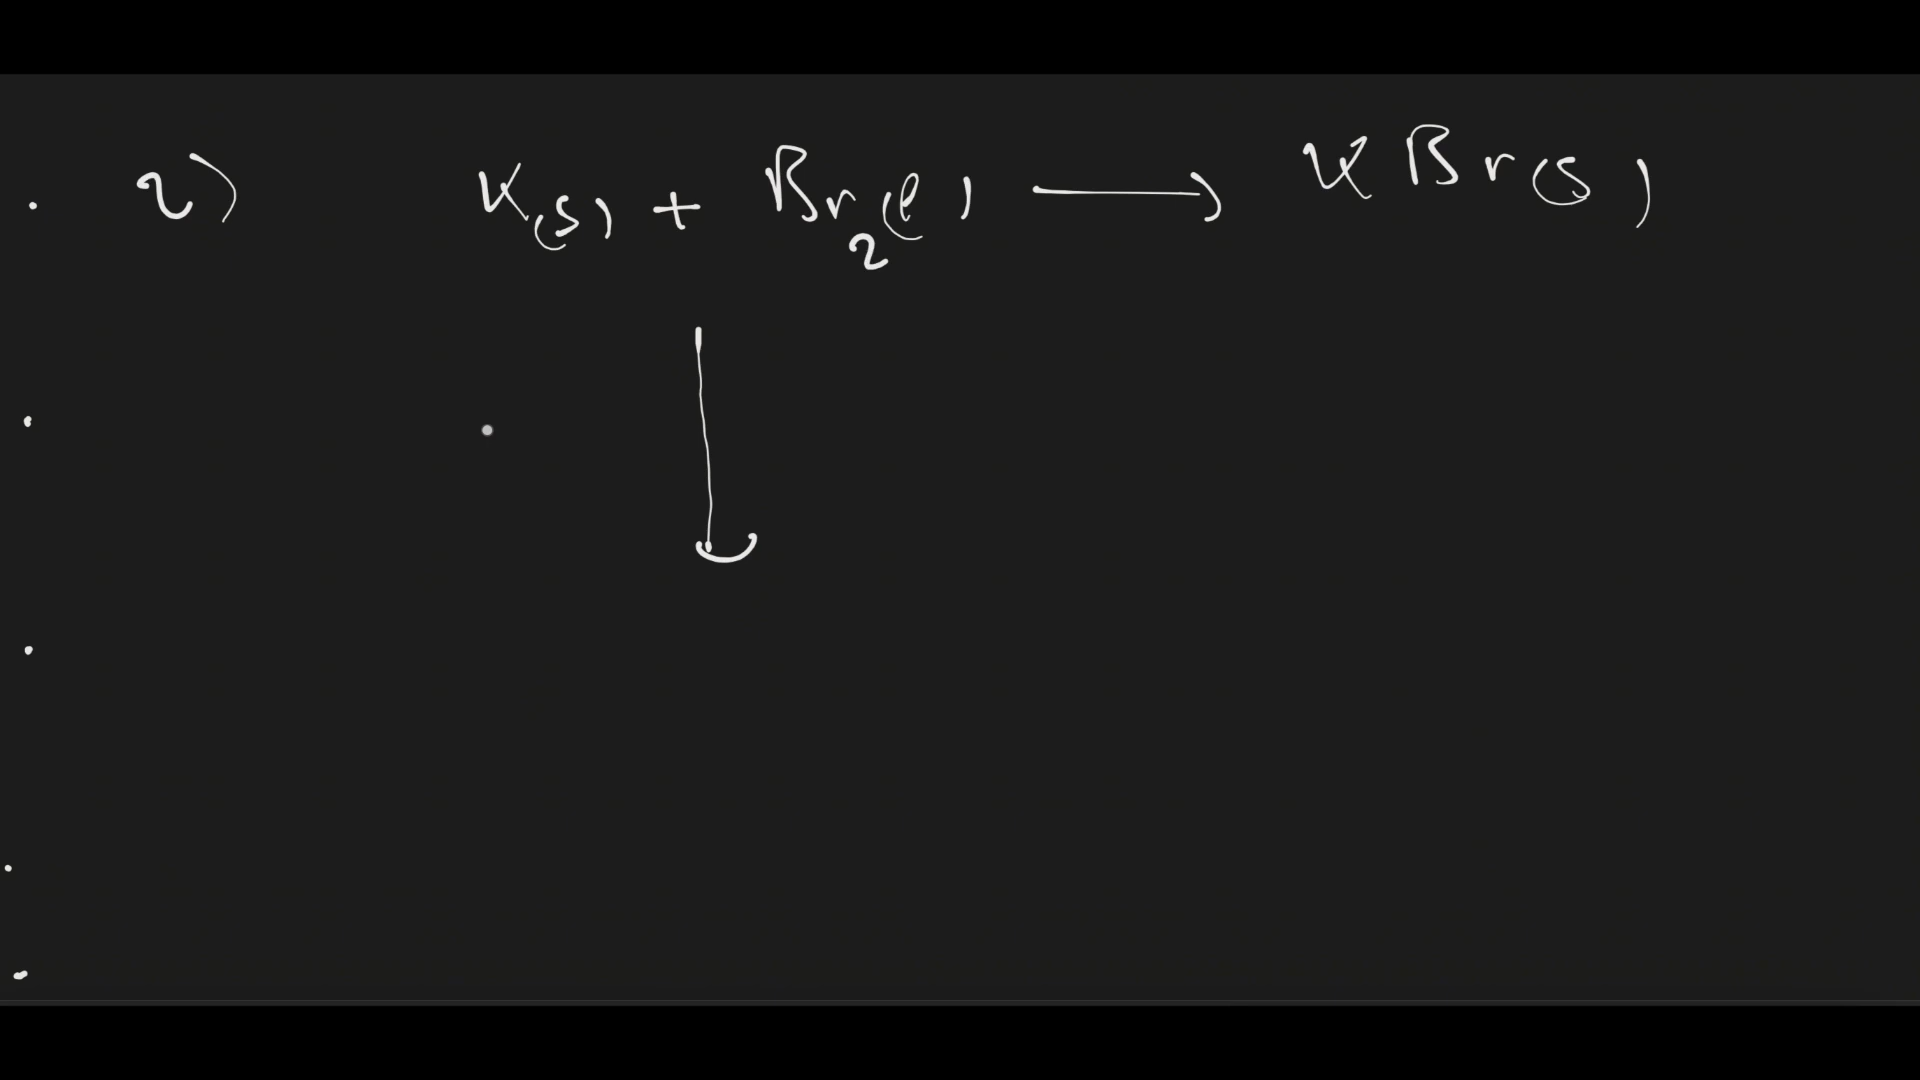 2) K(s) + Br2(l) ⟶ KBr(s)